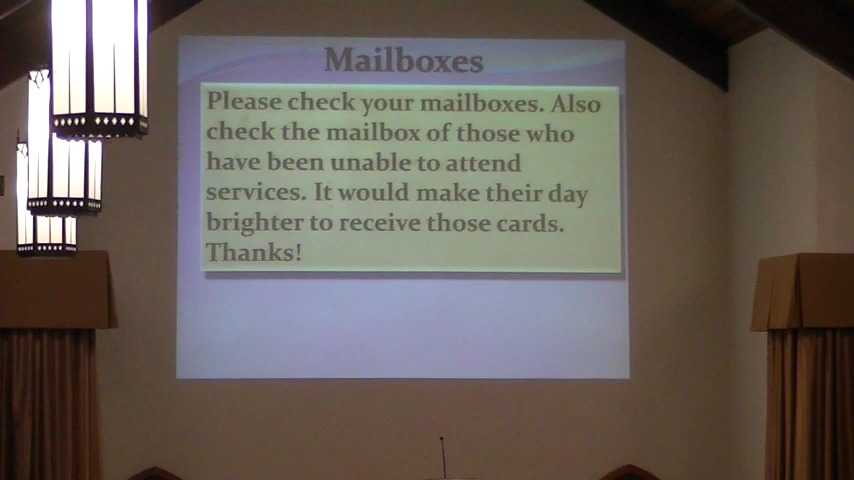 Mailboxes
Please check your mailboxes. Also
check the mailbox of those who
have been unable to attend
services. It would make their day
brighter to receive those cards.
Thanks!